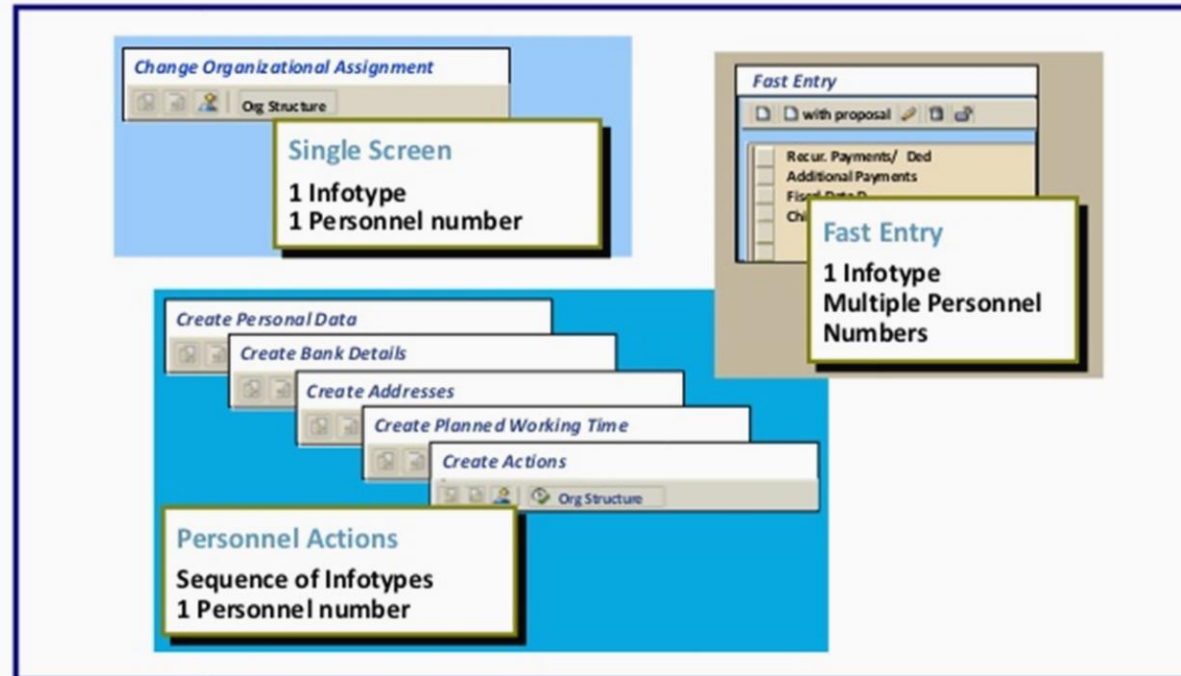 Change Organizational Assignment
Org Structure
Single Screen
1 Infotype
1 Personnel number
Fast Entry
with proposal
Recur. Payments/ Ded
Additional Payments
Fast Entry
1 Infotype
Multiple Personnel
Numbers
Create Personal Data
Create Bank Details
Create Addresses
Create Planned Working Time
Create Actions
Org Structure
Personnel Actions
Sequence of Infotypes
1 Personnel number